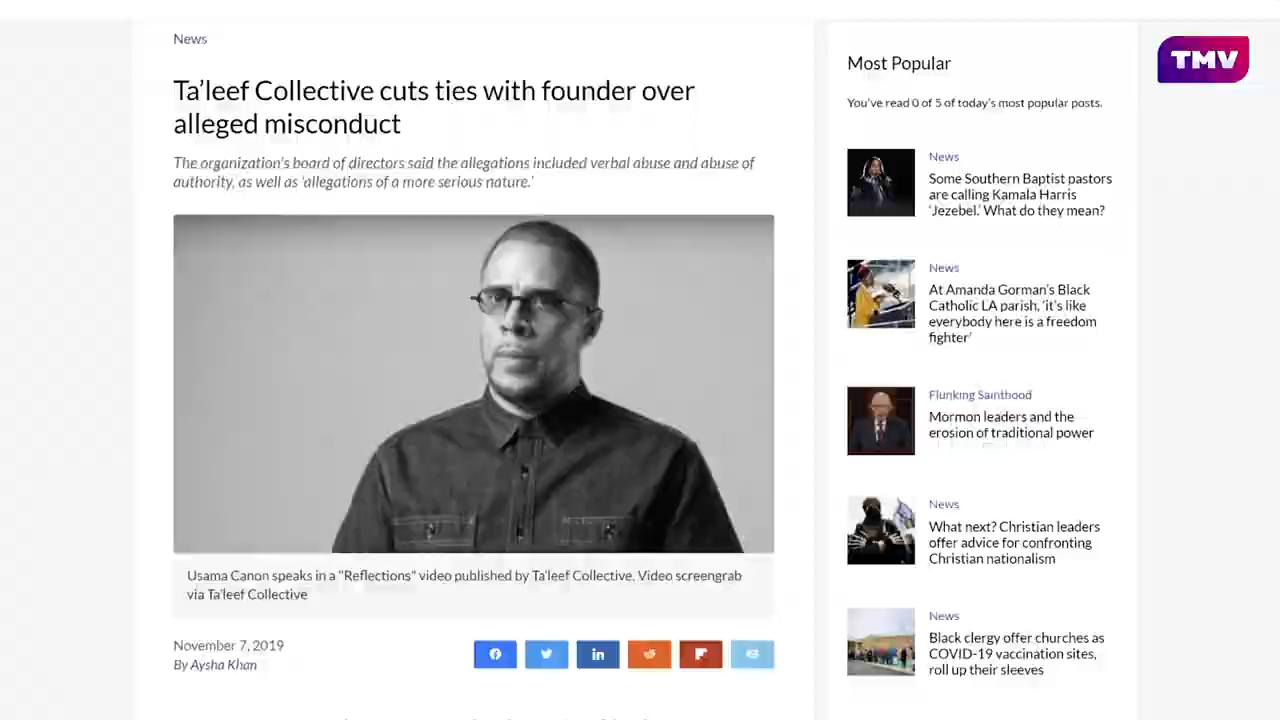 News
Ta’leef Collective cuts ties with founder over
alleged misconduct
The organization’s board of directors said the allegations included verbal abuse and abuse of
authority, as well as ‘allegations of a more serious nature.’
Usama Canon speaks in a "Reflections" video published by Ta’leef Collective. Video screengrab
via Ta’leef Collective
November 7, 2019
By Aysha Khan
Most Popular
You’ve read 0 of 5 of today’s most popular posts.
News
Some Southern Baptist pastors
are calling Kamala Harris
‘Jezebel.’ What do they mean?
News
At Amanda Gorman’s Black
Catholic LA parish, ‘it’s like
everybody here is a freedom
fighter’
Flunking Sainthood
Mormon leaders and the
erosion of traditional power
News
What next? Christian leaders
offer advice for confronting
Christian nationalism
News
Black clergy offer churches as
COVID-19 vaccination sites,
roll up their sleeves
TMV